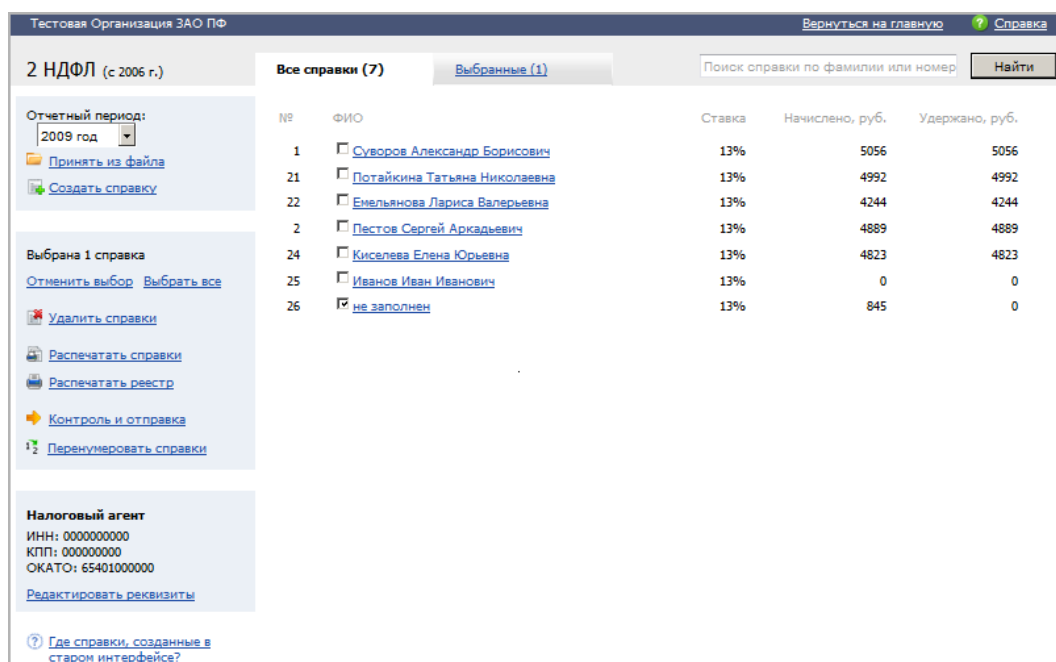 Тестовая Организация ЗАО ПФ Вернуться на главную Справка
2 НДФЛ (с 2006 г.) Все справки (7) Выбранные (1) Поиск справки по фамилии или номер Найти
Отчетный период:
2009 год
Принять из файла
Создать справку
Выбрана 1 справка
Отменить выбор Выбрать все
Удалить справки
Распечатать справки
Распечатать реестр
Контроль и отправка
Перенумеровать справки
Налоговый агент
ИНН: 0000000000
КПП: 000000000
ОКАТО: 65401000000
Редактировать реквизиты
Где справки, созданные в
старом интерфейсе?
№ ФИО Ставка Начислено, руб. Удержано, руб.
1 Суворов Александр Борисович 13% 5056 5056
21 Потайкина Татьяна Николаевна 13% 4992 4992
22 Емельянова Лариса Валерьевна 13% 4244 4244
2 Пестов Сергей Аркадьевич 13% 4889 4889
24 Киселева Елена Юрьевна 13% 4823 4823
25 Иванов Иван Иванович 13% 0 0
26 не заполнен 13% 845 0